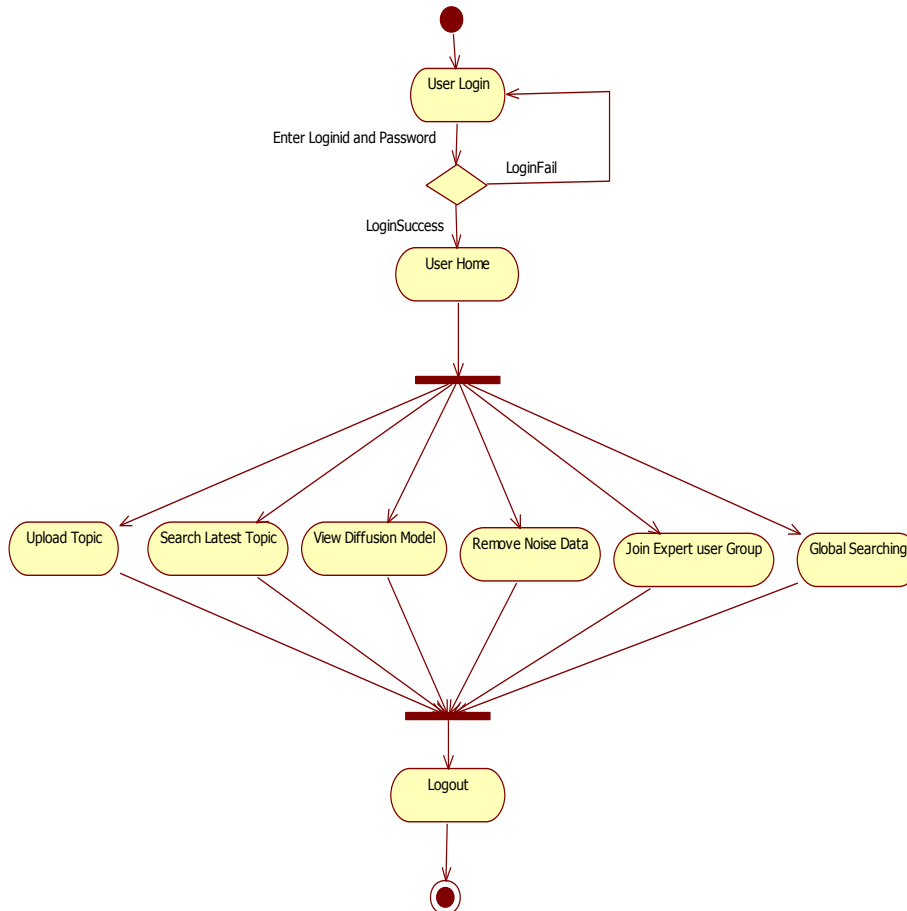 User Login
Enter Loginid and Password
LoginFail
LoginSuccess
User Home
Upload Topic
Search Latest Topic
View Diffusion Model
Remove Noise Data
Join Expert user Group
Global Searching
Logout